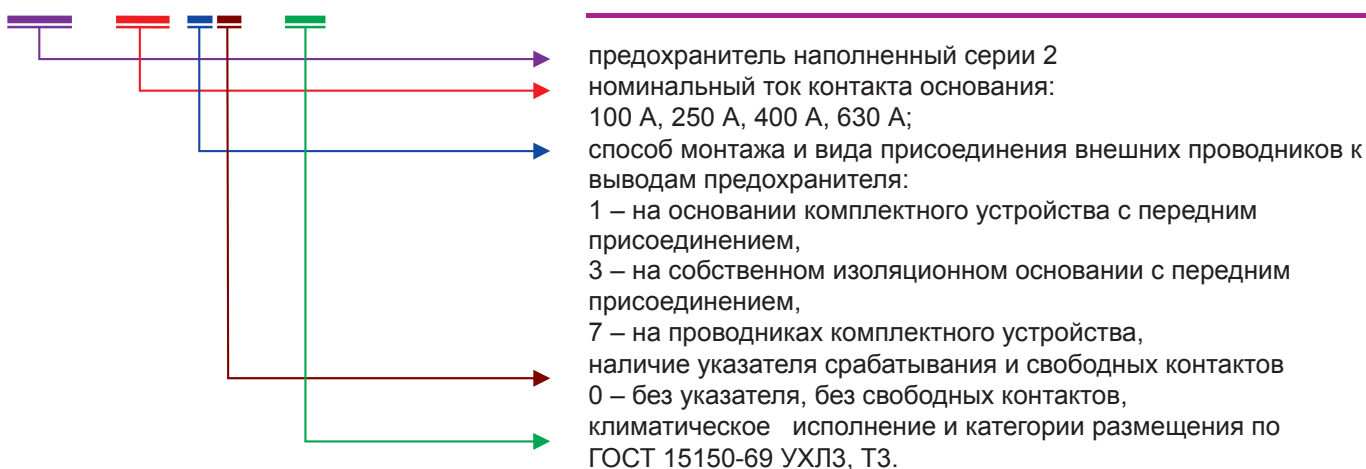 предохранитель наполненный серии 2
номинальный ток контакта основания:
100 А, 250 А, 400 А, 630 А;
способ монтажа и вида присоединения внешних проводников к
выводам предохранителя:
1 – на основании комплектного устройства с передним
присоединением,
3 – на собственном изоляционном основании с передним
присоединением,
7 – на проводниках комплектного устройства,
наличие указателя срабатывания и свободных контактов
0 – без указателя, без свободных контактов,
климатическое исполнение и категории размещения по
ГОСТ 15150-69 УХЛ3, Т3.